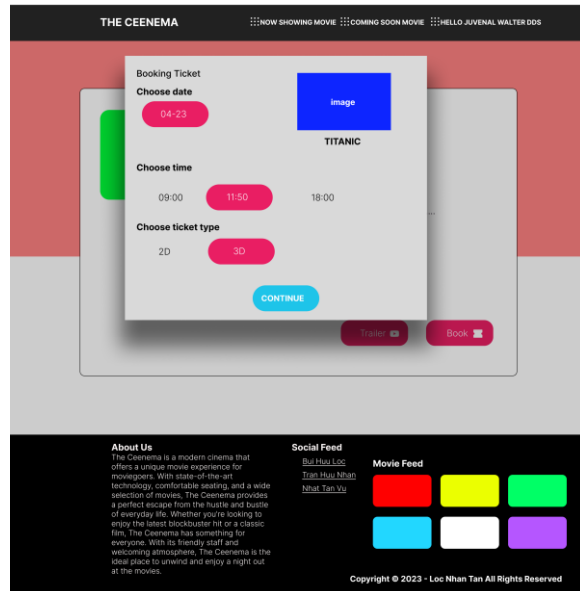 THE CEENEMA
NOW SHOWING MOVIE
COMING SOON MOVIE
HELLO JUVENAL WALTER DDS
Booking Ticket
Choose date
04-23
image
TITANIC
Choose time
09:00
11:50
18:00
Choose ticket type
2D
3D
...
CONTINUE
Trailer
Book
About Us
The Ceenema is a modern cinema that
offers a unique movie experience for
moviegoers. With state-of-the-art
technology, comfortable seating, and a wide
selection of movies, The Ceenema provides
a perfect escape from the hustle and bustle
of everyday life. Whether you're looking to
enjoy the latest blockbuster hit or a classic
film, The Ceenema has something for
everyone. With its friendly staff and
welcoming atmosphere, The Ceenema is the
ideal place to unwind and enjoy a night out
at the movies.
Social Feed
Bui Huu Loc
Tran Huu Nhan
Nhat Tan Vu
Movie Feed
Copyright © 2023 - Loc Nhan Tan All Rights Reserved